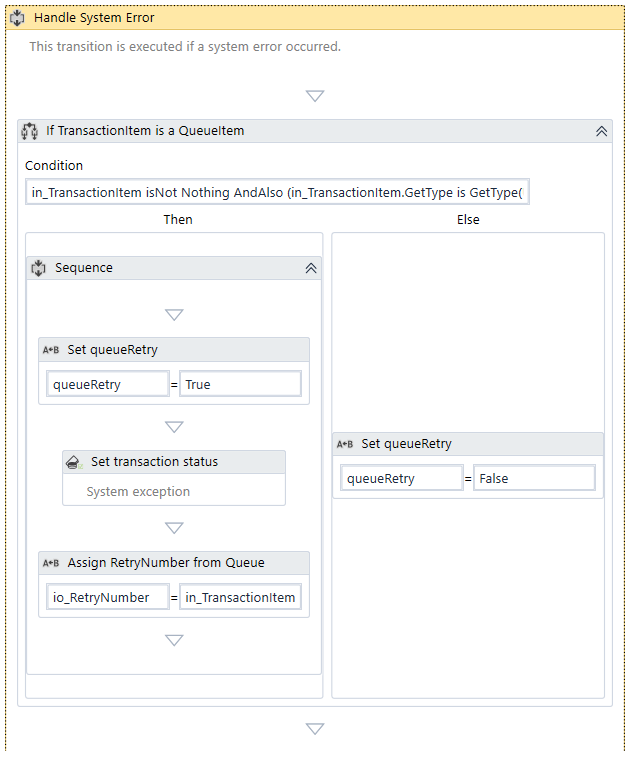 Handle System Error
This transition is executed if a system error occurred.
If TransactionItem is a QueueItem
Condition
in_TransactionItem isNot Nothing AndAlso (in_TransactionItem.GetType is GetType(
Then
Else
Sequence
A+B Set queueRetry
queueRetry = True
Set transaction status
System exception
A+B Assign RetryNumber from Queue
io_RetryNumber = in_TransactionItem
A+B Set queueRetry
queueRetry = False